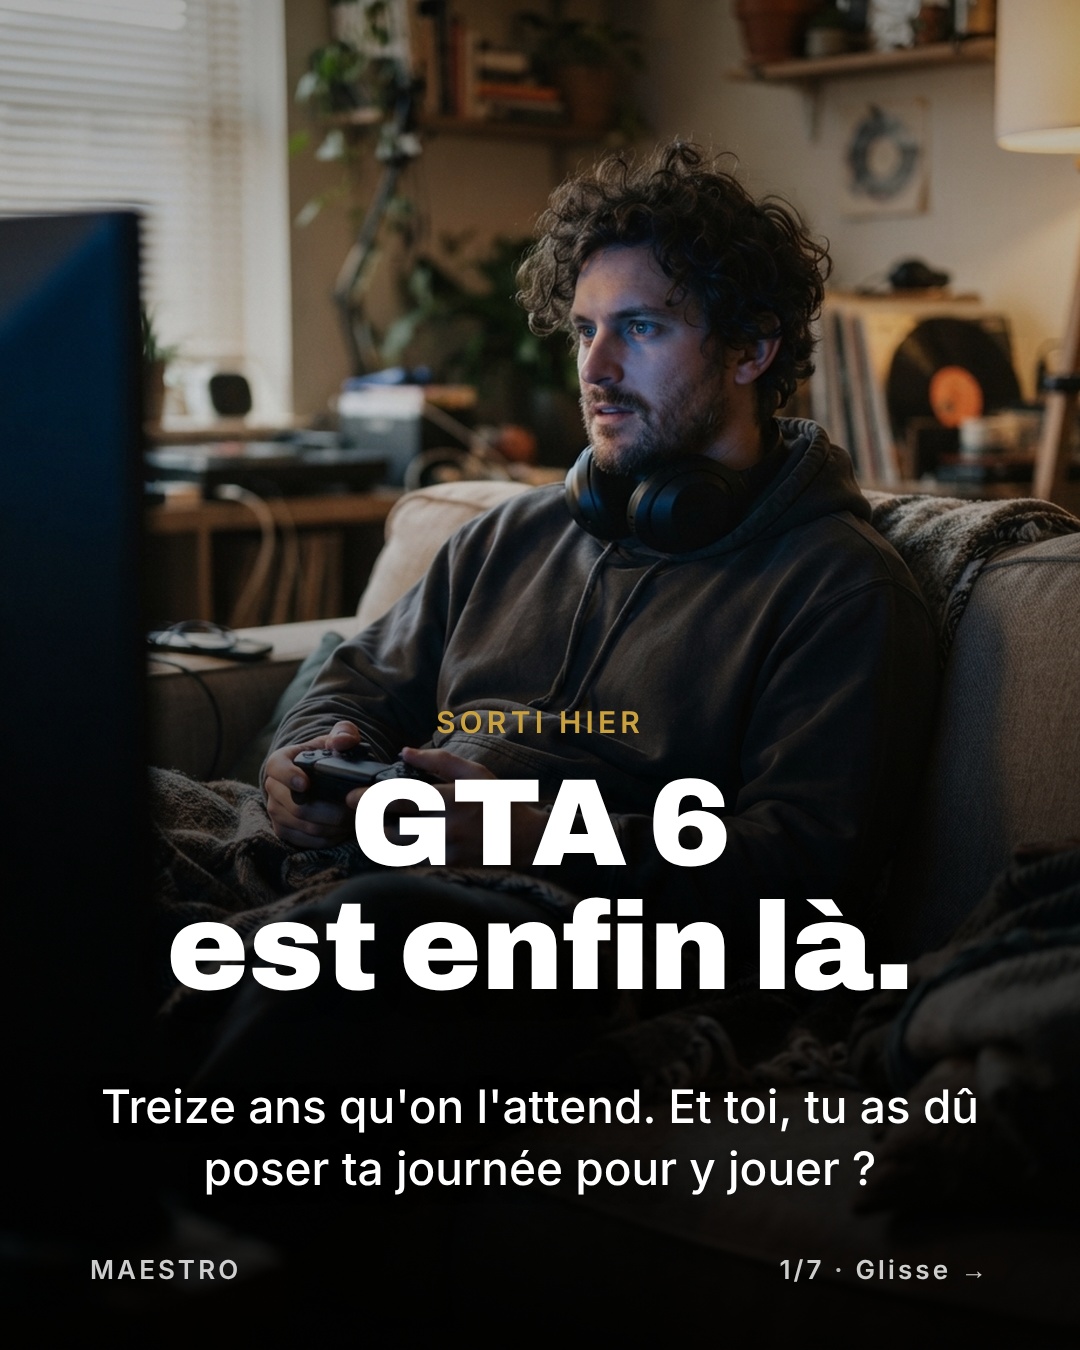 SORTI HIER
GTA 6
est enfin là.
Treize ans qu'on l'attend. Et toi, tu as dû
poser ta journée pour y jouer ?
MAESTRO
1/7 · Glisse →